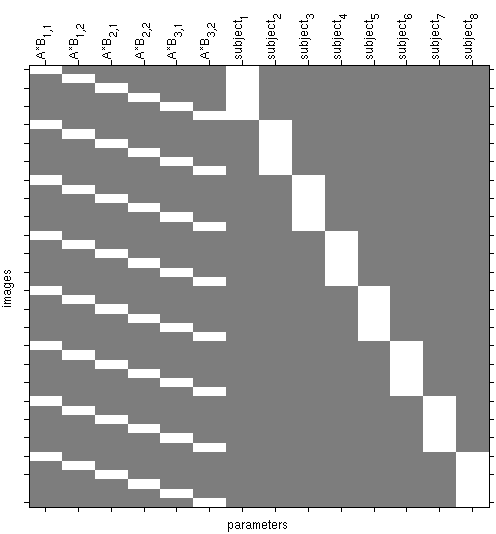 A*B1,1
A*B1,2
A*B2,1
A*B2,2
A*B3,1
A*B3,2
subject1
subject2
subject3
subject4
subject5
subject6
subject7
subject8
images
parameters